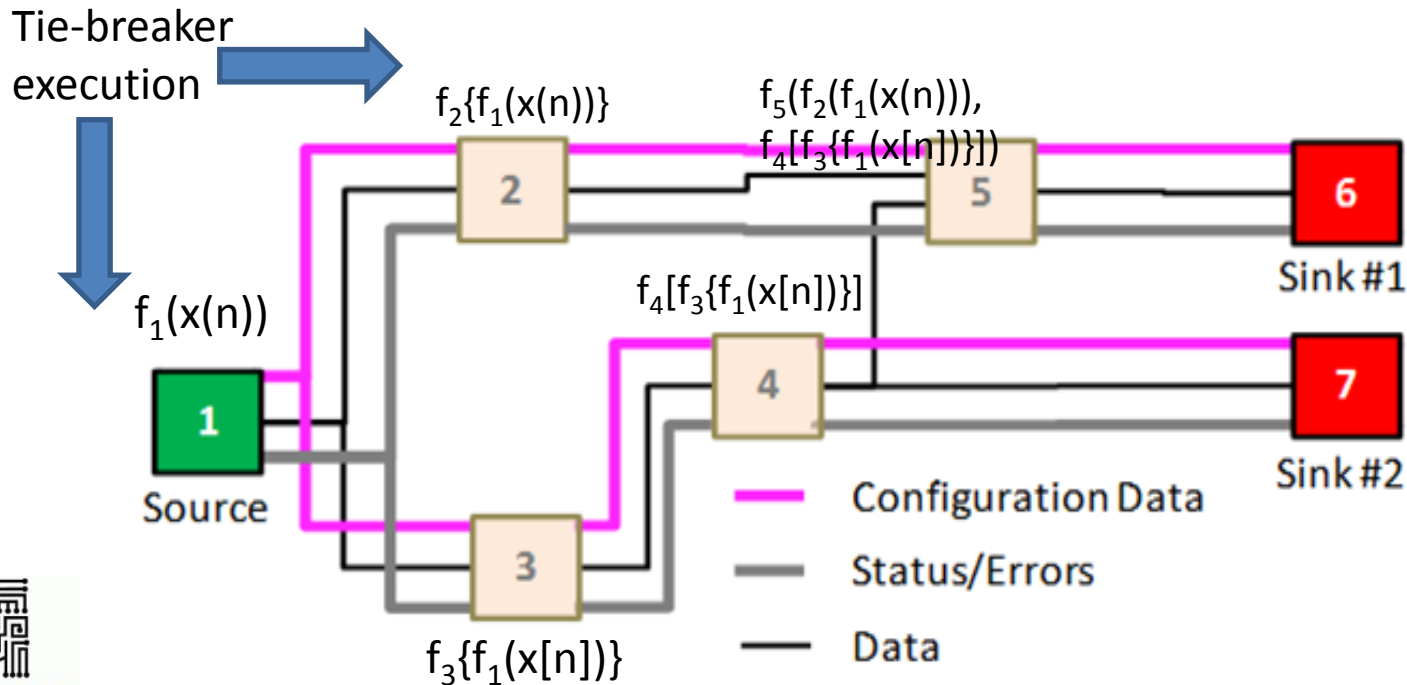 Tie-breaker
execution
f₂{f₁(x(n))}
f₅(f₂(f₁(x(n))),
f₄[f₃{f₁(x[n])}])
2
5
6
Sink #1
f₁(x(n))
f₄[f₃{f₁(x[n])}]
1
4
7
Source
Sink #2
Configuration Data
3
Status/Errors
f₃{f₁(x[n])}
Data